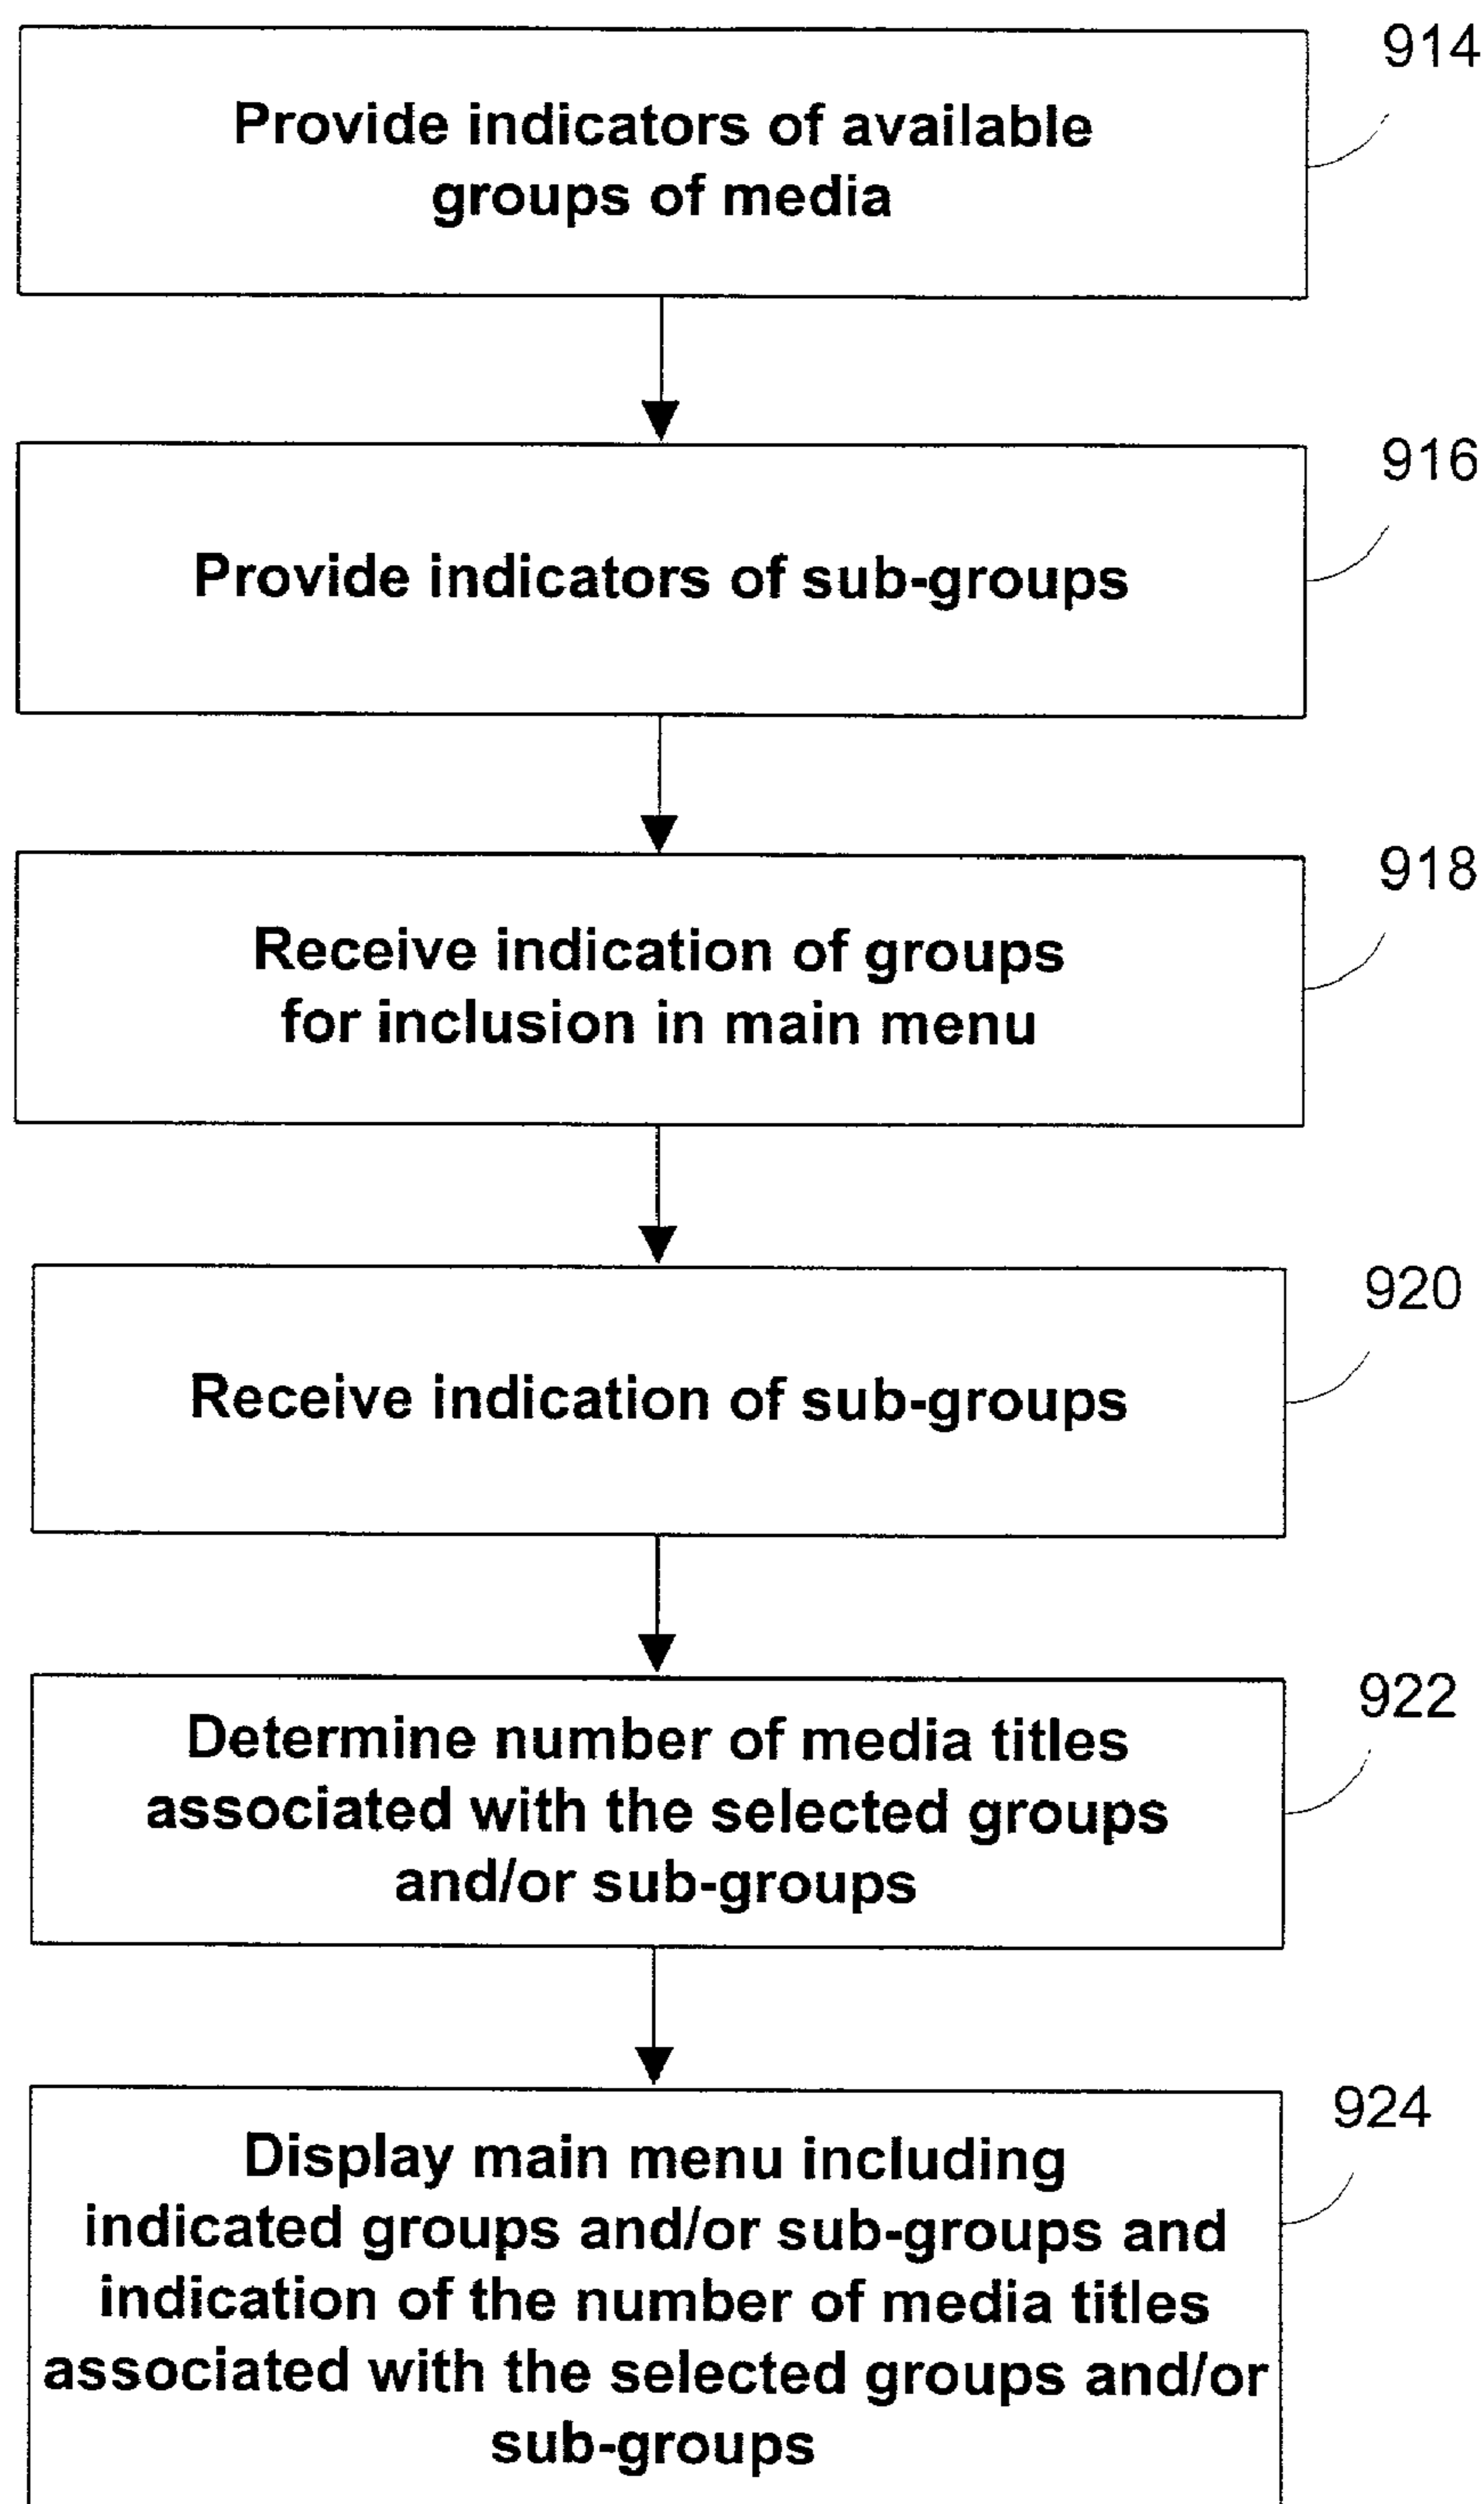 914
Provide indicators of available
groups of media
916
Provide indicators of sub-groups
918
Receive indication of groups
for inclusion in main menu
920
Receive indication of sub-groups
922
Determine number of media titles
associated with the selected groups
and/or sub-groups
924
Display main menu including
indicated groups and/or sub-groups and
indication of the number of media titles
associated with the selected groups and/or
sub-groups